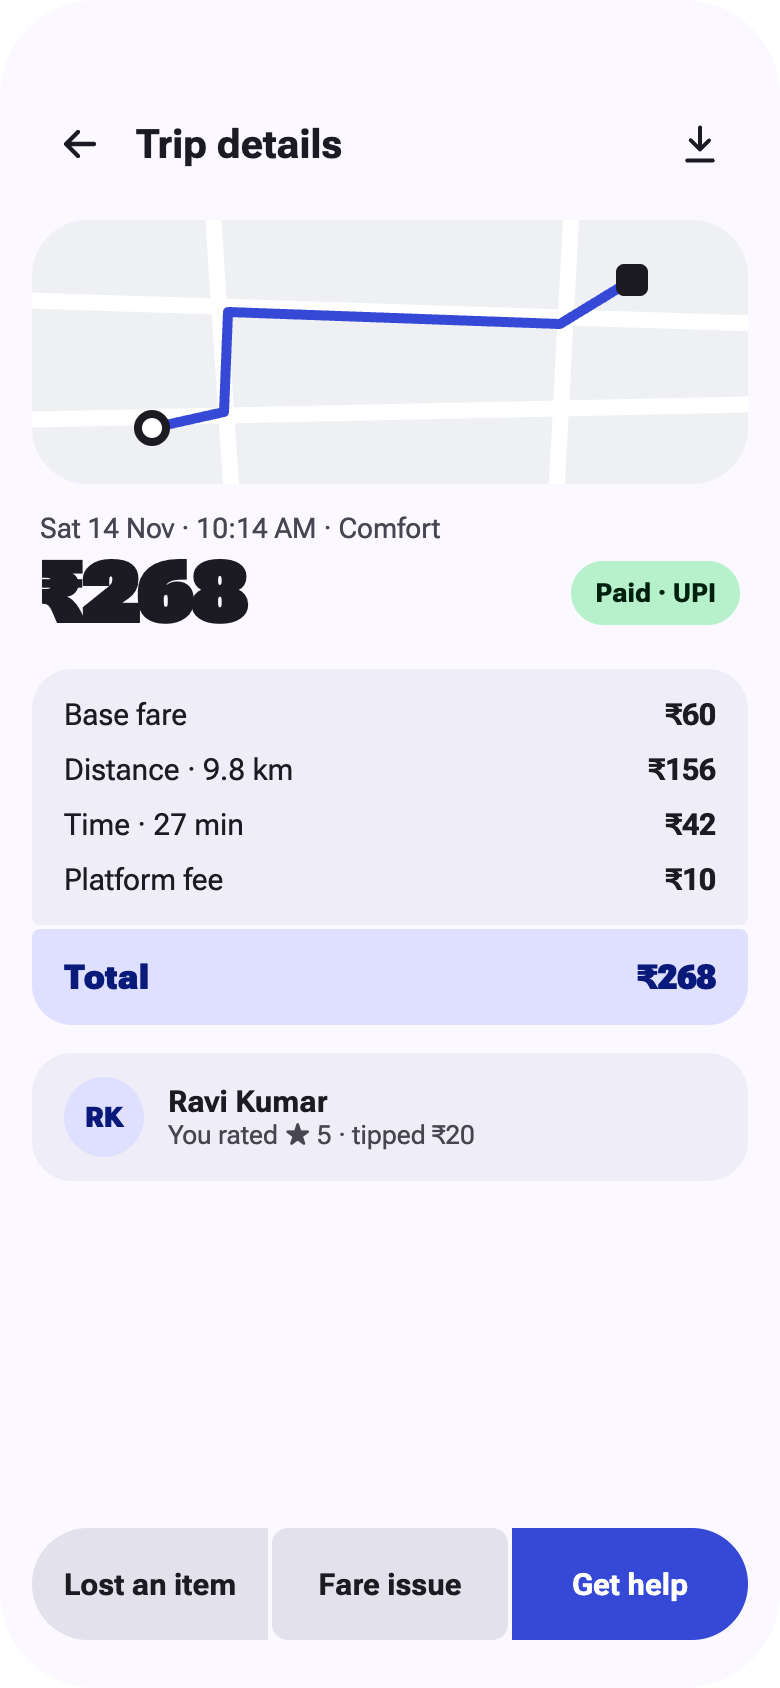 Trip details
Sat 14 Nov · 10:14 AM · Comfort
₹268
Paid · UPI
Base fare ₹60
Distance · 9.8 km ₹156
Time · 27 min ₹42
Platform fee ₹10
Total ₹268
RK
Ravi Kumar
You rated ★ 5 · tipped ₹20
Lost an item
Fare issue
Get help